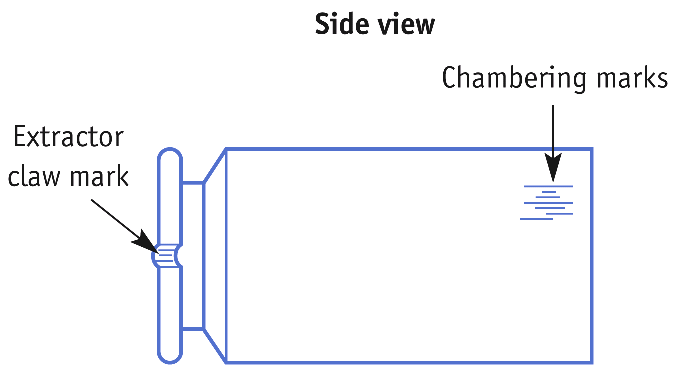 Side view
Chambering marks
Extractor
claw mark